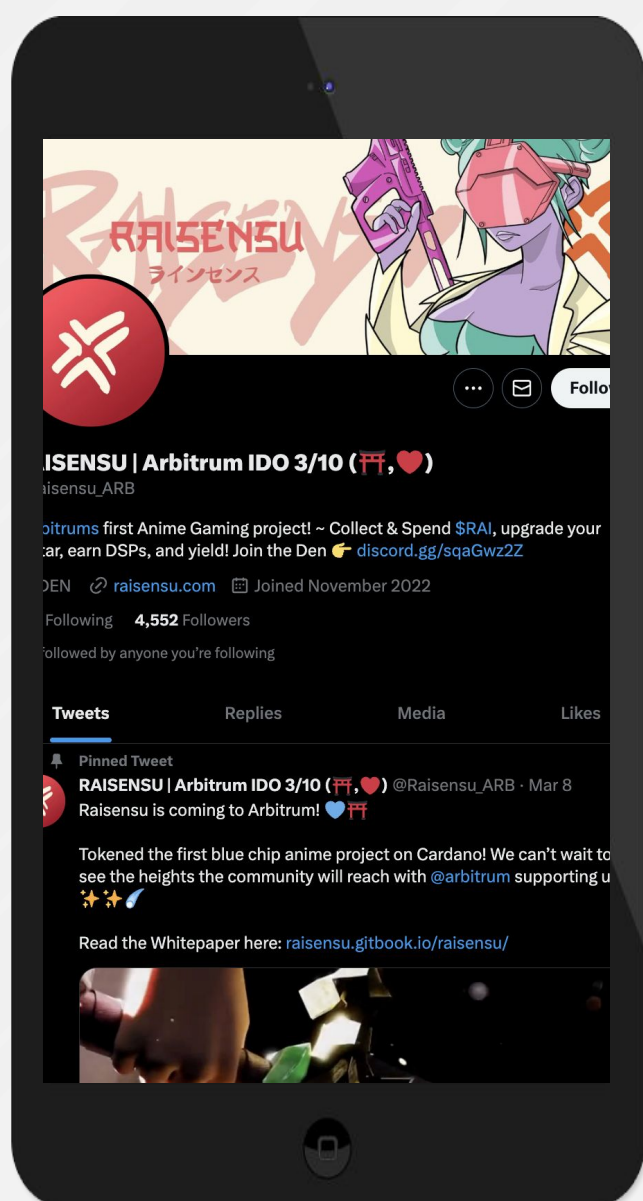 RAISENSU
RAISENSU
ラインセンス
Follo
ISENSU | Arbitrum IDO 3/10 (⛩️,❤️)
aisensu_ARB
bitrums first Anime Gaming project! ~ Collect & Spend $RAI, upgrade your
tar, earn DSPs, and yield! Join the Den 👉 discord.gg/sqaGwz2Z
DEN raisensu.com Joined November 2022
Following 4,552 Followers
followed by anyone you're following
Tweets Replies Media Likes
Pinned Tweet
RAISENSU | Arbitrum IDO 3/10 (⛩️,❤️) @Raisensu_ARB · Mar 8
Raisensu is coming to Arbitrum! 💙⛩️
Tokened the first blue chip anime project on Cardano! We can't wait to
see the heights the community will reach with @arbitrum supporting u
✨✨☄️
Read the Whitepaper here: raisensu.gitbook.io/raisensu/